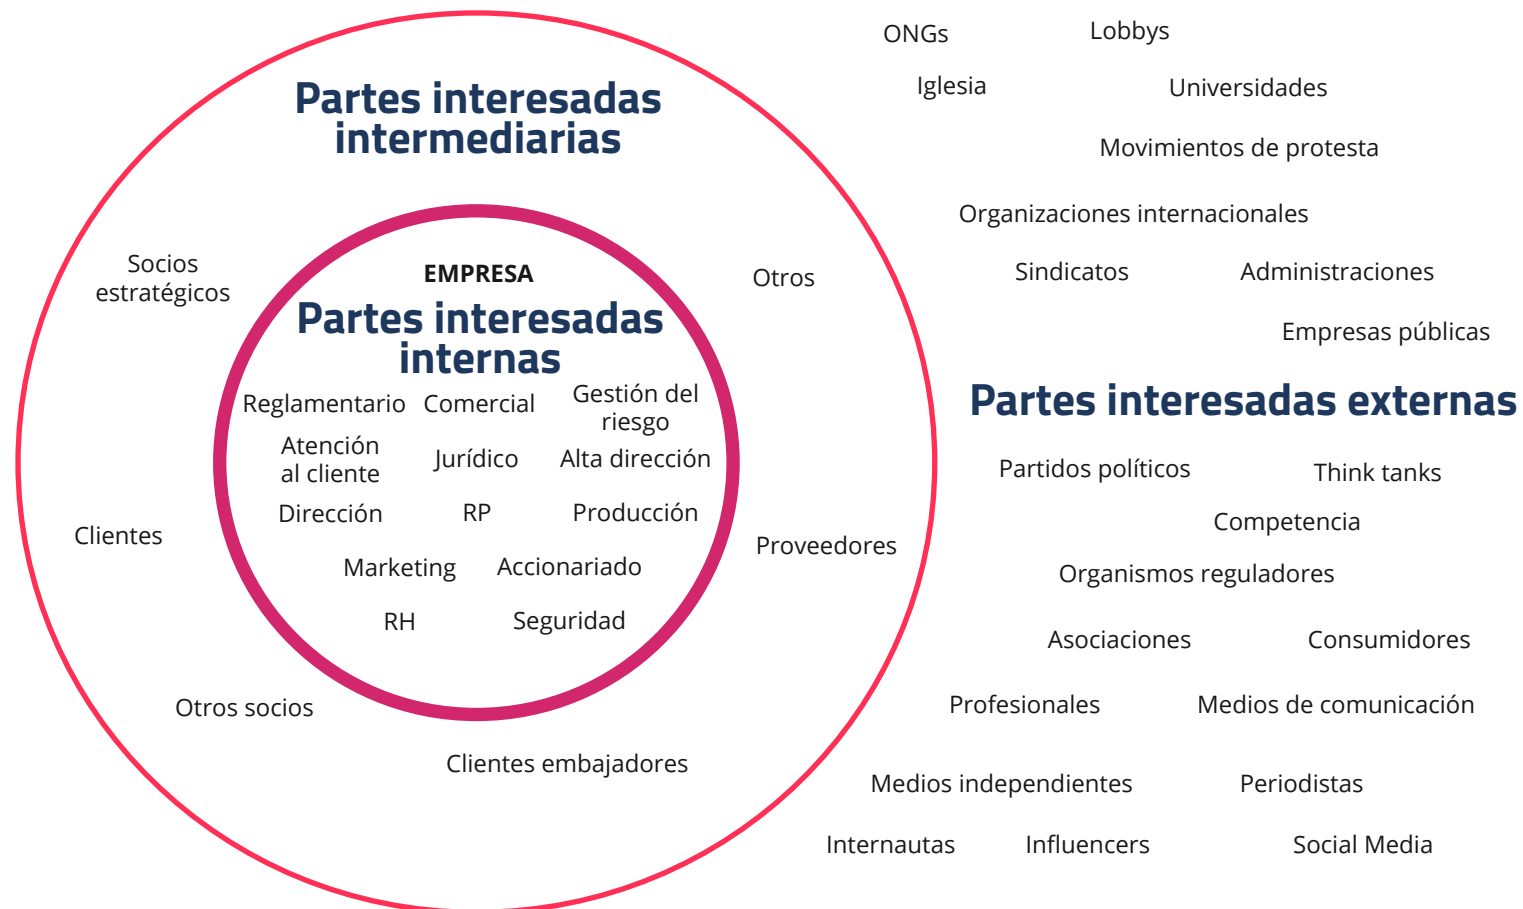 ONGs
Lobbys
Iglesia
Universidades
Movimientos de protesta
Organizaciones internacionales
Sindicatos
Administraciones
Empresas públicas
Partes interesadas externas
Partidos políticos
Think tanks
Competencia
Organismos reguladores
Asociaciones
Consumidores
Profesionales
Medios de comunicación
Medios independientes
Periodistas
Internautas
Influencers
Social Media
Partes interesadas
intermediarias
Socios
estratégicos
Otros
Clientes
Proveedores
Otros socios
Clientes embajadores
EMPRESA
Partes interesadas
internas
Reglamentario
Comercial
Gestión del
riesgo
Atención
al cliente
Jurídico
Alta dirección
Dirección
RP
Producción
Marketing
Accionariado
RH
Seguridad